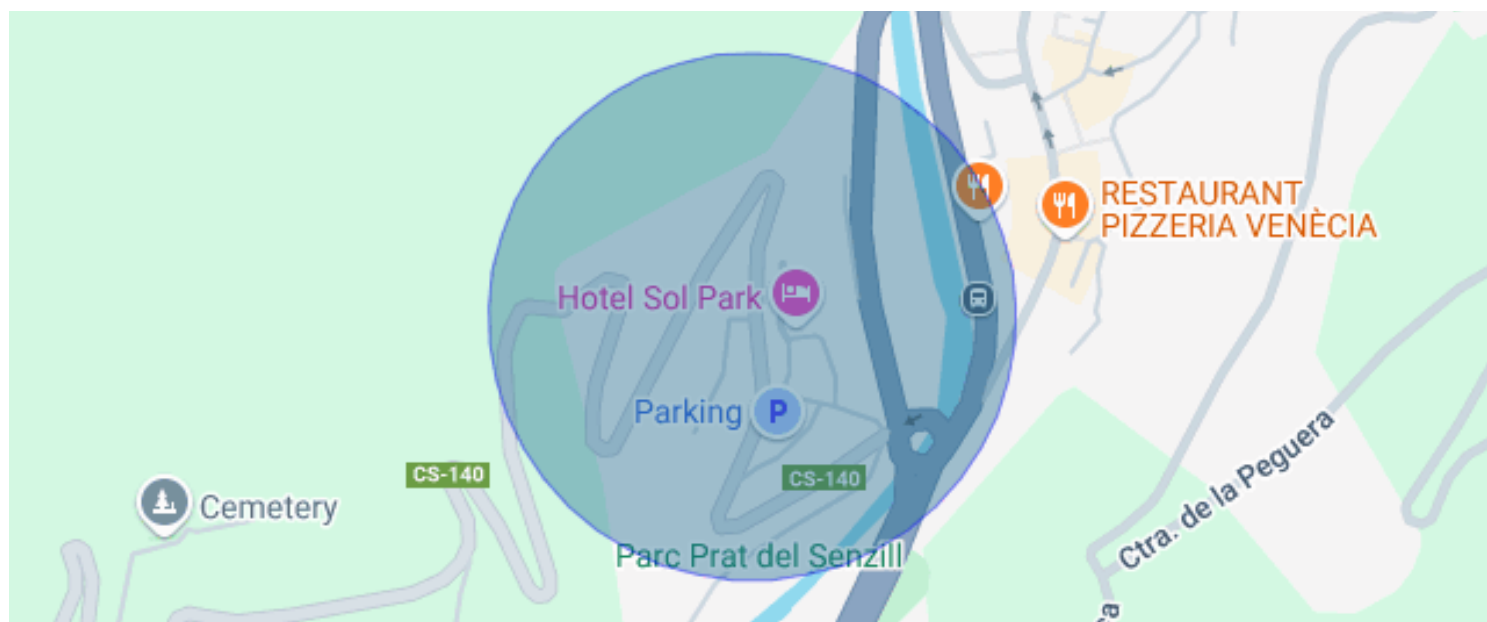 RESTAURANT
PIZZERIA VENÈCIA
Hotel Sol Park
Parking
P
CS-140
CS-140
Cemetery
Parc Prat del Senzill
Ctra. de la Peguera